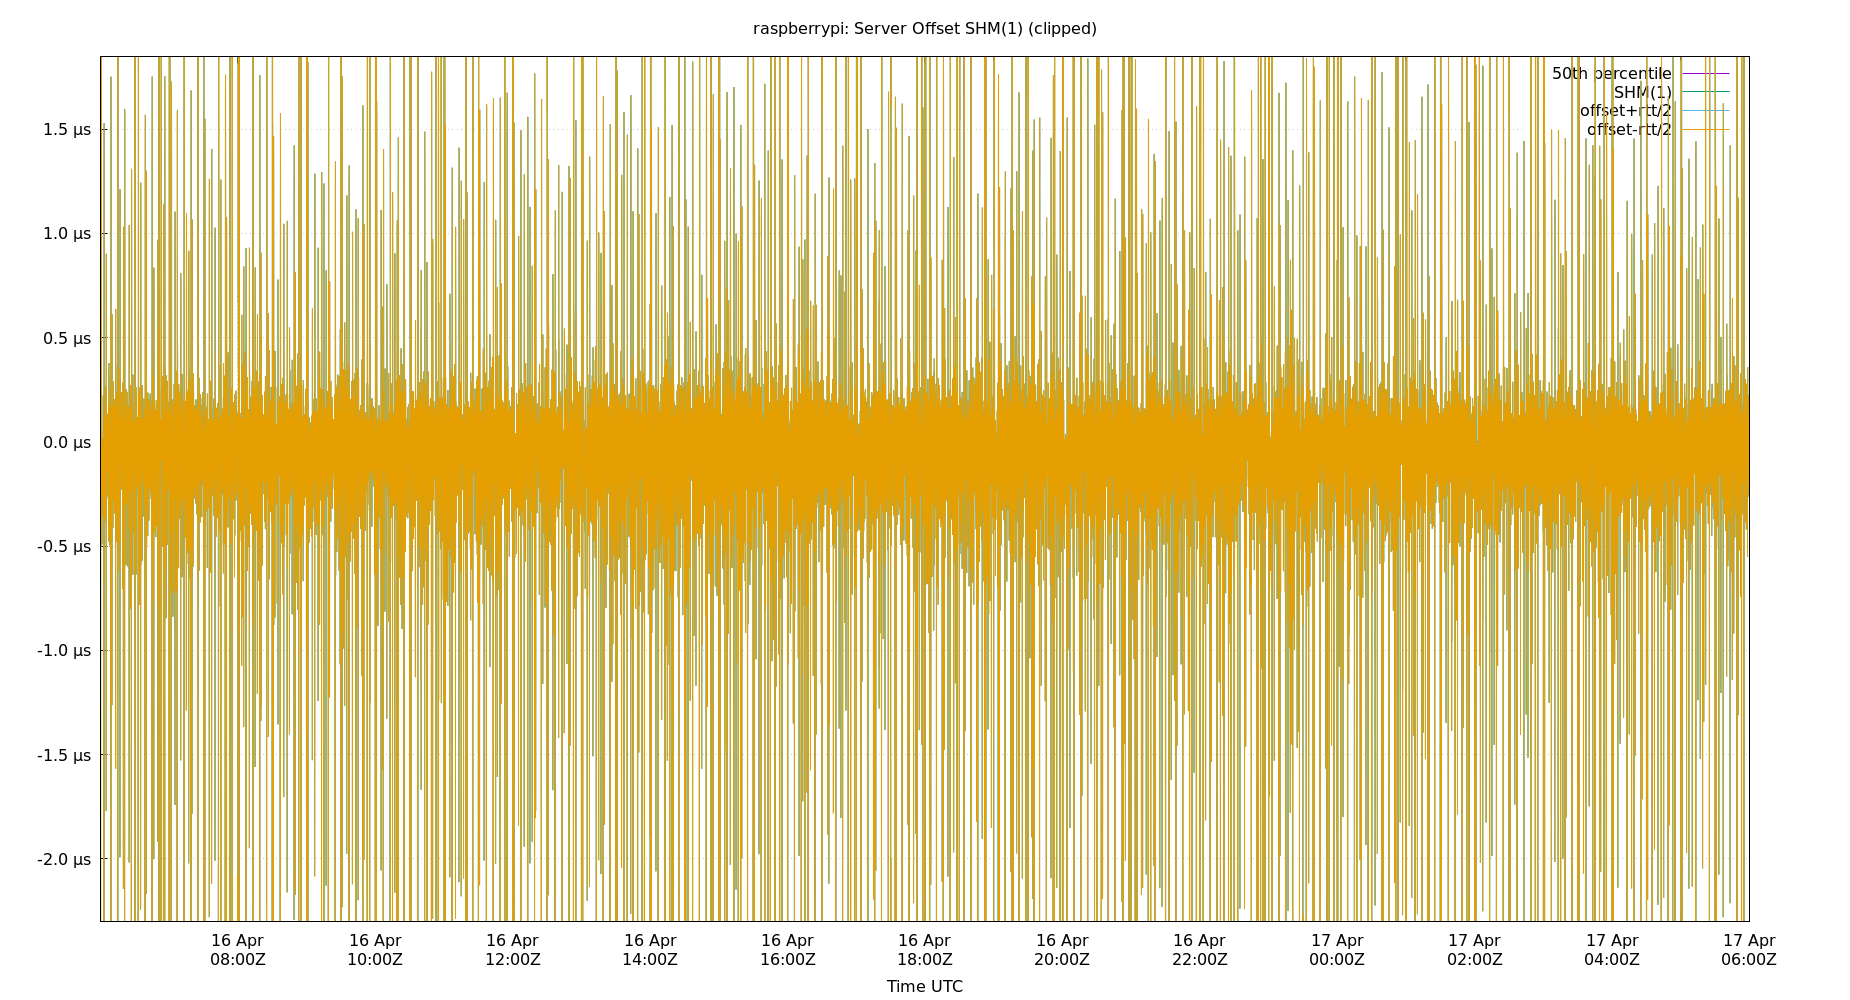 raspberrypi: Server Offset SHM(1) (clipped)
50th percentile
SHM(1)
offset+rtt/2
offset-rtt/2
1.5 µs
1.0 µs
0.5 µs
0.0 µs
-0.5 µs
-1.0 µs
-1.5 µs
-2.0 µs
16 Apr 16 Apr 16 Apr 16 Apr 16 Apr 16 Apr 16 Apr 16 Apr 17 Apr 17 Apr 17 Apr 17 Apr
08:00Z 10:00Z 12:00Z 14:00Z 16:00Z 18:00Z 20:00Z 22:00Z 00:00Z 02:00Z 04:00Z 06:00Z
Time UTC